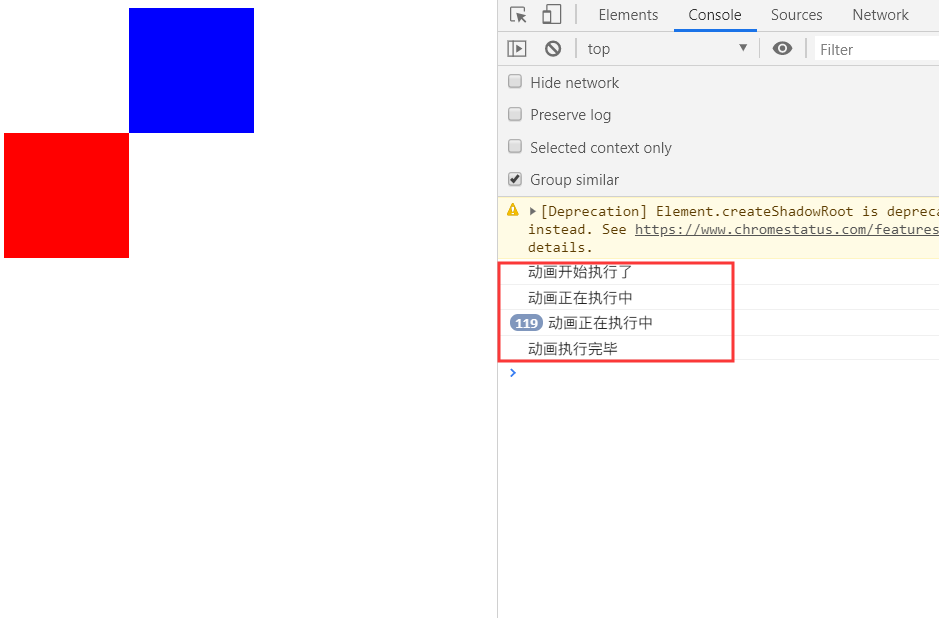 Elements Console Sources Network
top ▼ Filter
Hide network
Preserve log
Selected context only
Group similar
[Deprecation] Element.createShadowRoot is depreca
instead. See https://www.chromestatus.com/features
details.
动画开始执行了
动画正在执行中
119 动画正在执行中
动画执行完毕